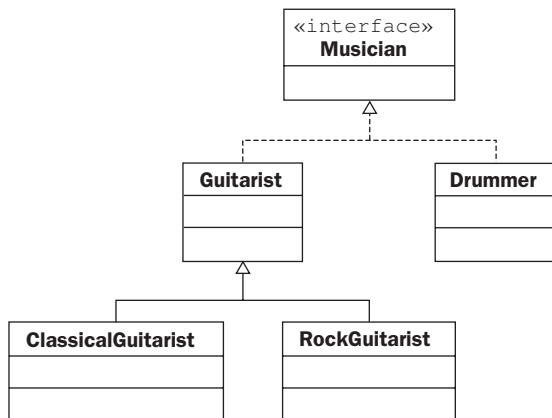 «interface»
Musician
Guitarist
Drummer
ClassicalGuitarist
RockGuitarist